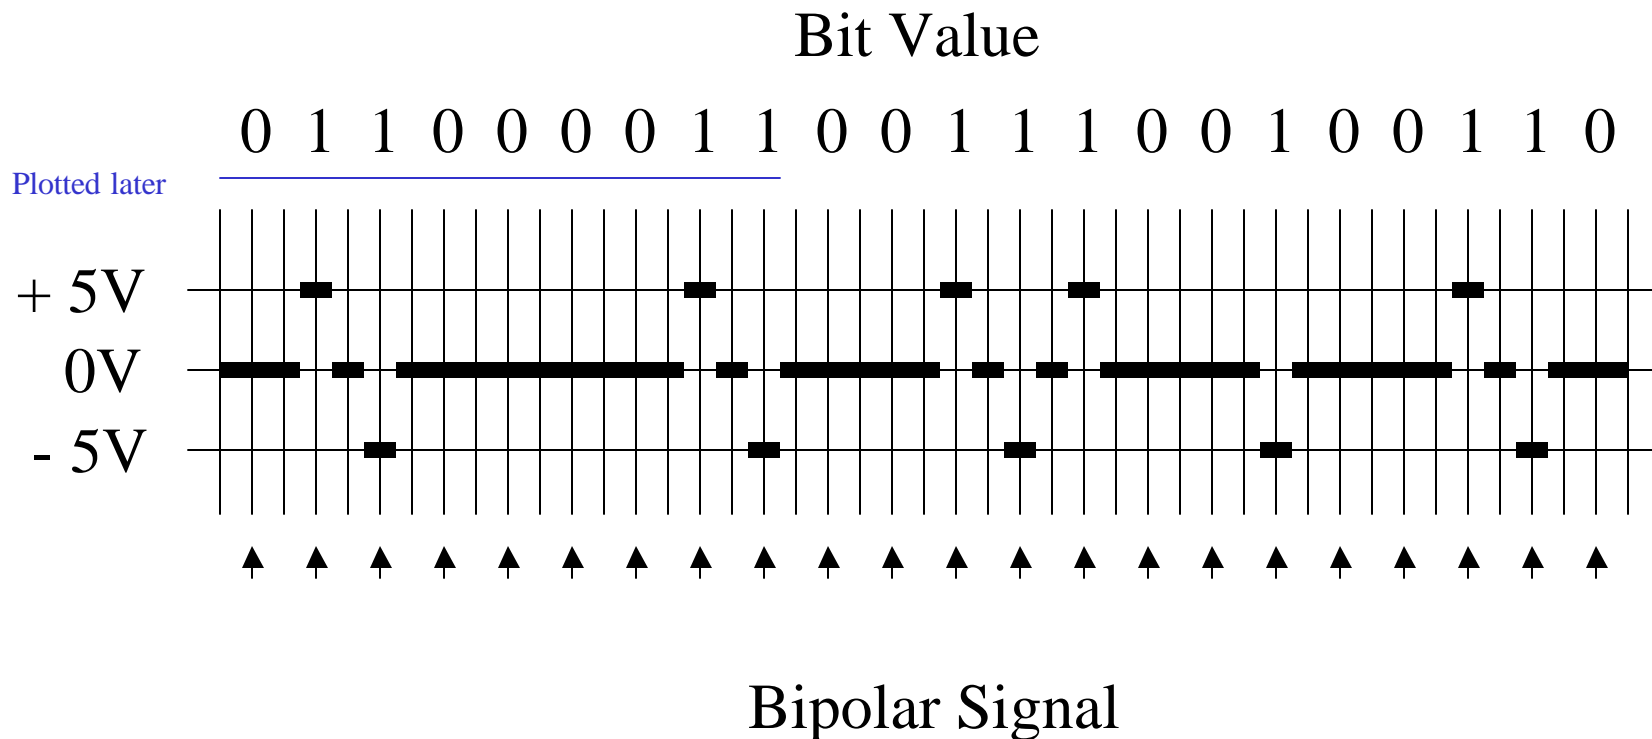 Bit Value
0 1 1 0 0 0 0 1 1 0 0 1 1 1 0 0 1 0 0 1 1 0
Plotted later
+ 5V
0V
- 5V
Bipolar Signal